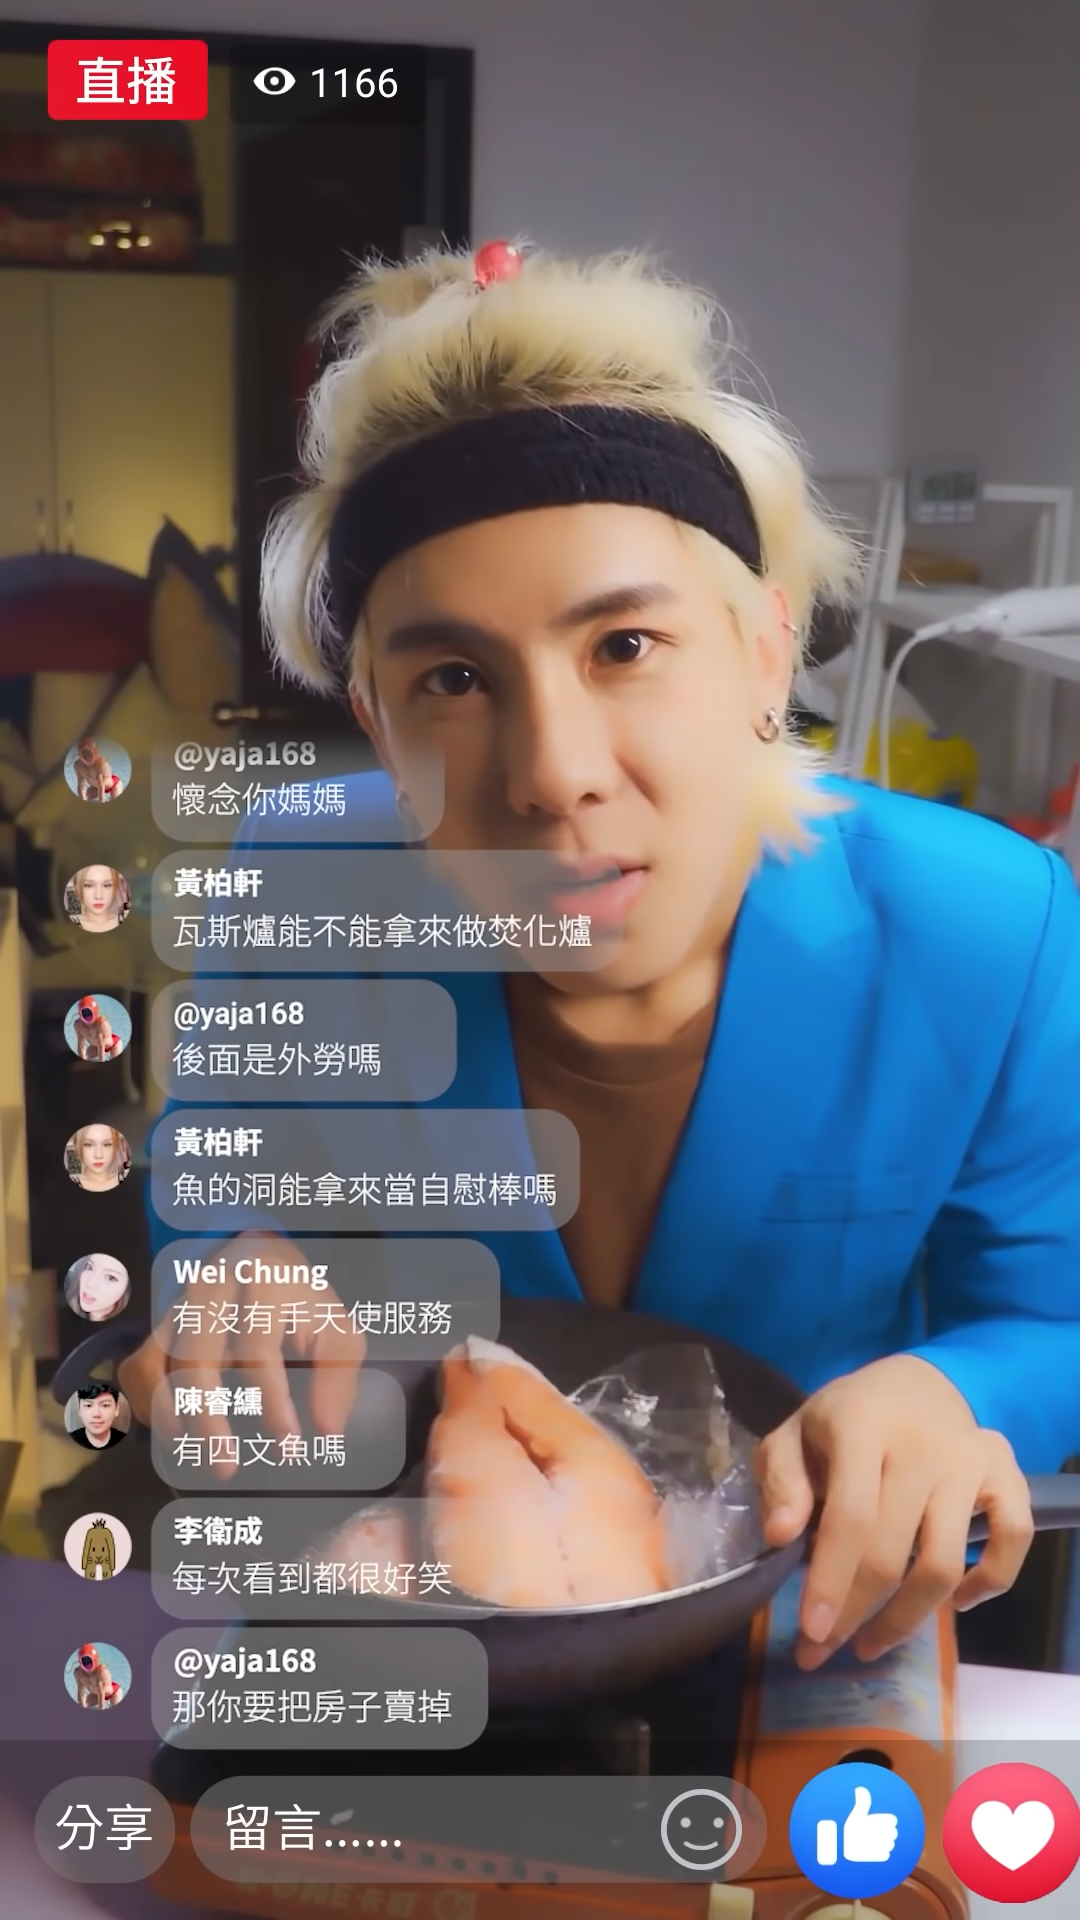 直播
1166
@yaja168
懷念你媽媽
黃柏軒
瓦斯爐能不能拿來做焚化爐
@yaja168
後面是外勞嗎
黃柏軒
魚的洞能拿來當自慰棒嗎
Wei Chung
有沒有手天使服務
陳睿纁
有四文魚嗎
李衛成
每次看到都很好笑
@yaja168
那你要把房子賣掉
分享
留言......